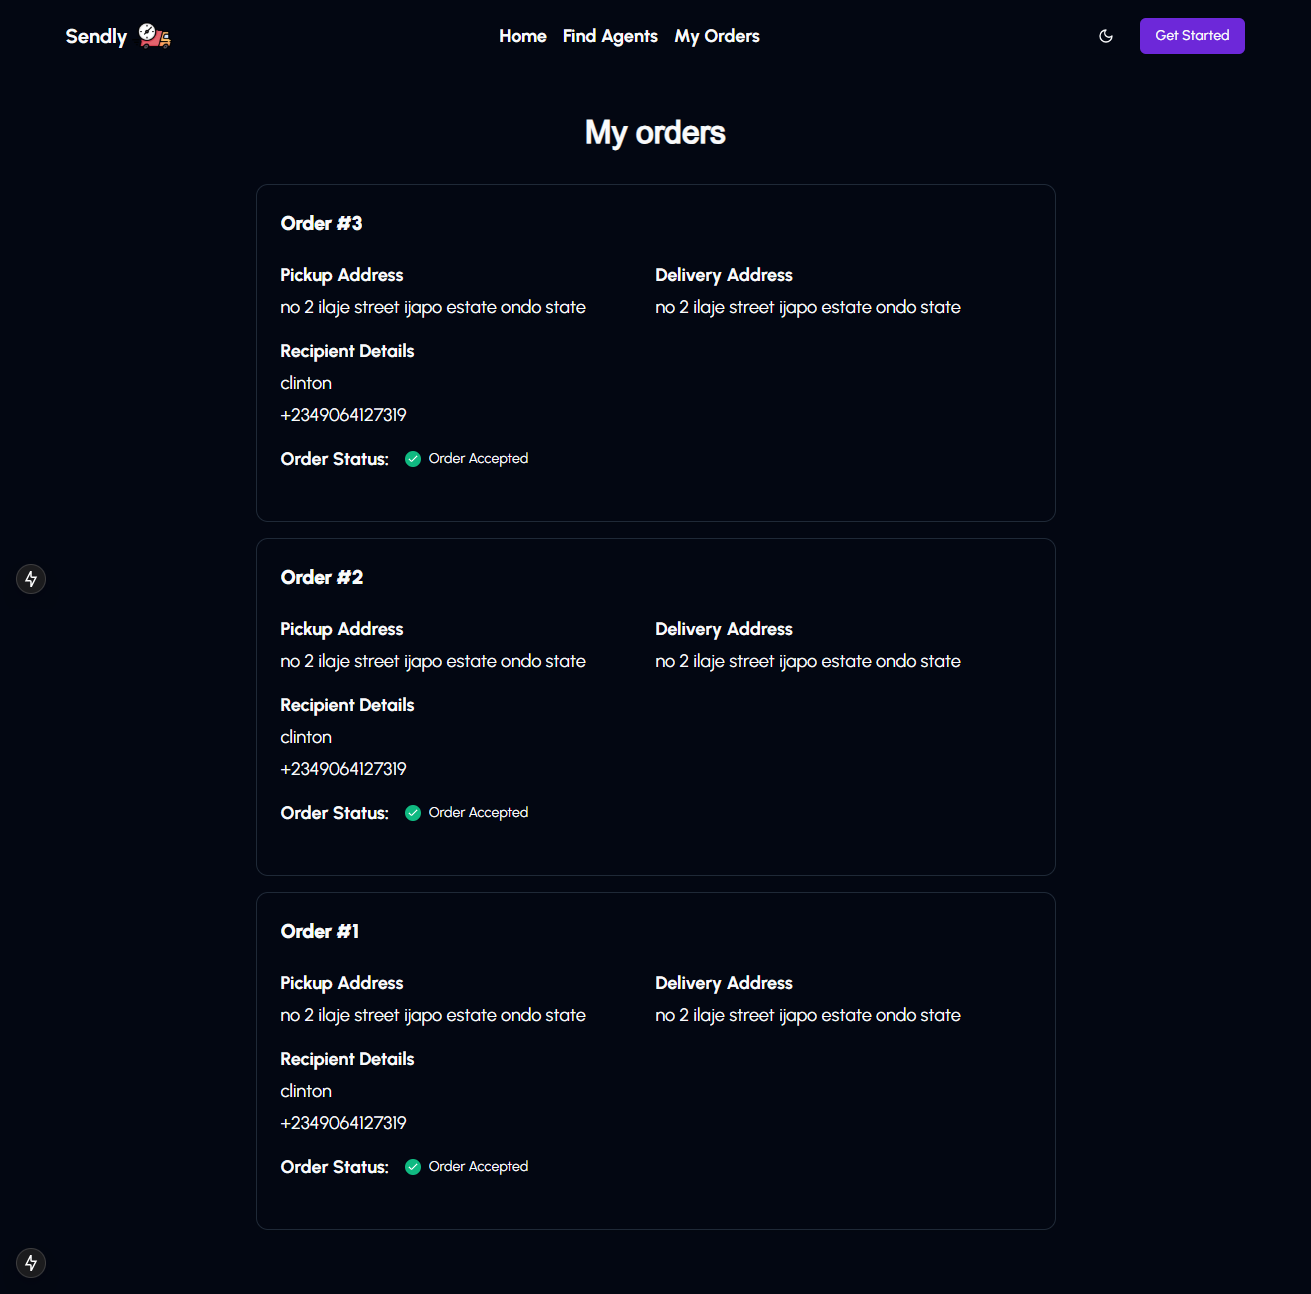 Sendly
Home Find Agents My Orders
Get Started
My orders
Order #3
Pickup Address
no 2 ilaje street ijapo estate ondo state
Delivery Address
no 2 ilaje street ijapo estate ondo state
Recipient Details
clinton
+2349064127319
Order Status: Order Accepted
Order #2
Pickup Address
no 2 ilaje street ijapo estate ondo state
Delivery Address
no 2 ilaje street ijapo estate ondo state
Recipient Details
clinton
+2349064127319
Order Status: Order Accepted
Order #1
Pickup Address
no 2 ilaje street ijapo estate ondo state
Delivery Address
no 2 ilaje street ijapo estate ondo state
Recipient Details
clinton
+2349064127319
Order Status: Order Accepted